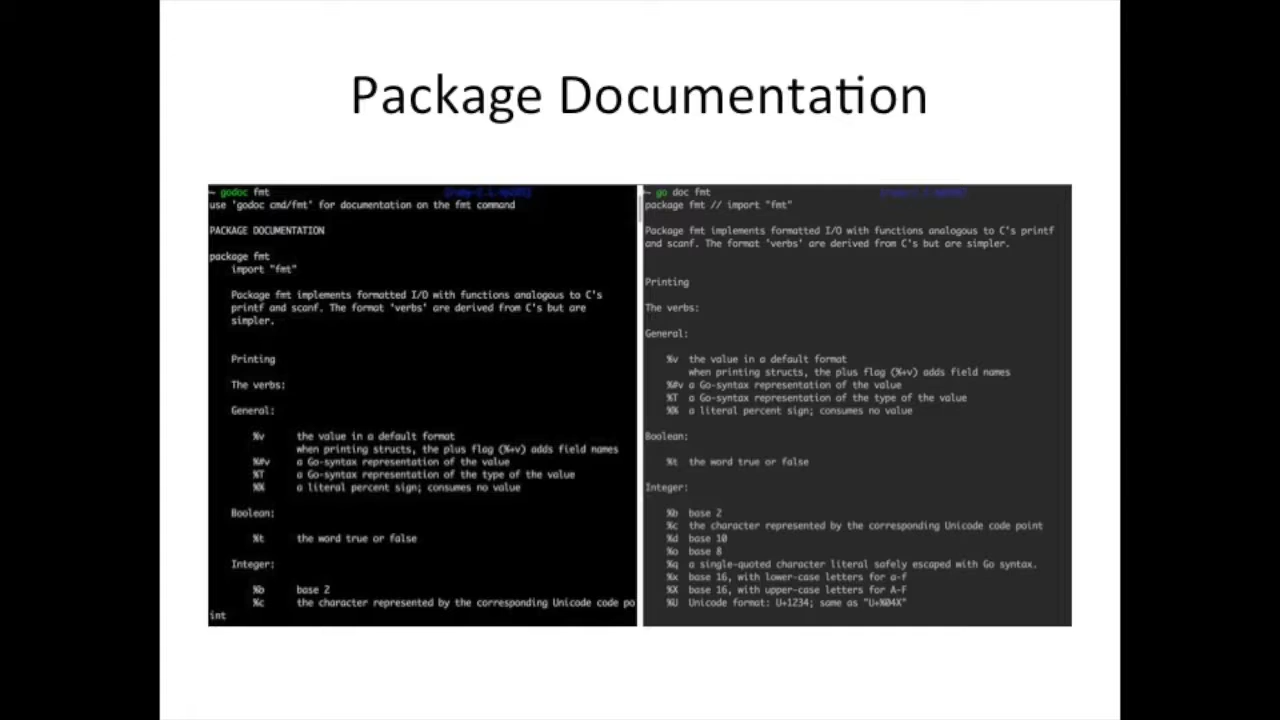 Package Documentation
~ godoc fmt
use 'godoc cmd/fmt' for documentation on the fmt command
PACKAGE DOCUMENTATION
package fmt
import "fmt"
Package fmt implements formatted I/O with functions analogous to C's
printf and scanf. The format 'verbs' are derived from C's but are
simpler.
Printing
The verbs:
General:
%v the value in a default format
when printing structs, the plus flag (%+v) adds field names
%#v a Go-syntax representation of the value
%T a Go-syntax representation of the type of the value
%% a literal percent sign; consumes no value
Boolean:
%t the word true or false
Integer:
%b base 2
%c the character represented by the corresponding Unicode code po
int
~ go doc fmt
package fmt // import "fmt"
Package fmt implements formatted I/O with functions analogous to C's printf
and scanf. The format 'verbs' are derived from C's but are simpler.
Printing
The verbs:
General:
%v the value in a default format
when printing structs, the plus flag (%+v) adds field names
%#v a Go-syntax representation of the value
%T a Go-syntax representation of the type of the value
%% a literal percent sign; consumes no value
Boolean:
%t the word true or false
Integer:
%b base 2
%c the character represented by the corresponding Unicode code point
%d base 10
%o base 8
%q a single-quoted character literal safely escaped with Go syntax.
%x base 16, with lower-case letters for a-f
%X base 16, with upper-case letters for A-F
%U Unicode format: U+1234; same as "U+%04X"